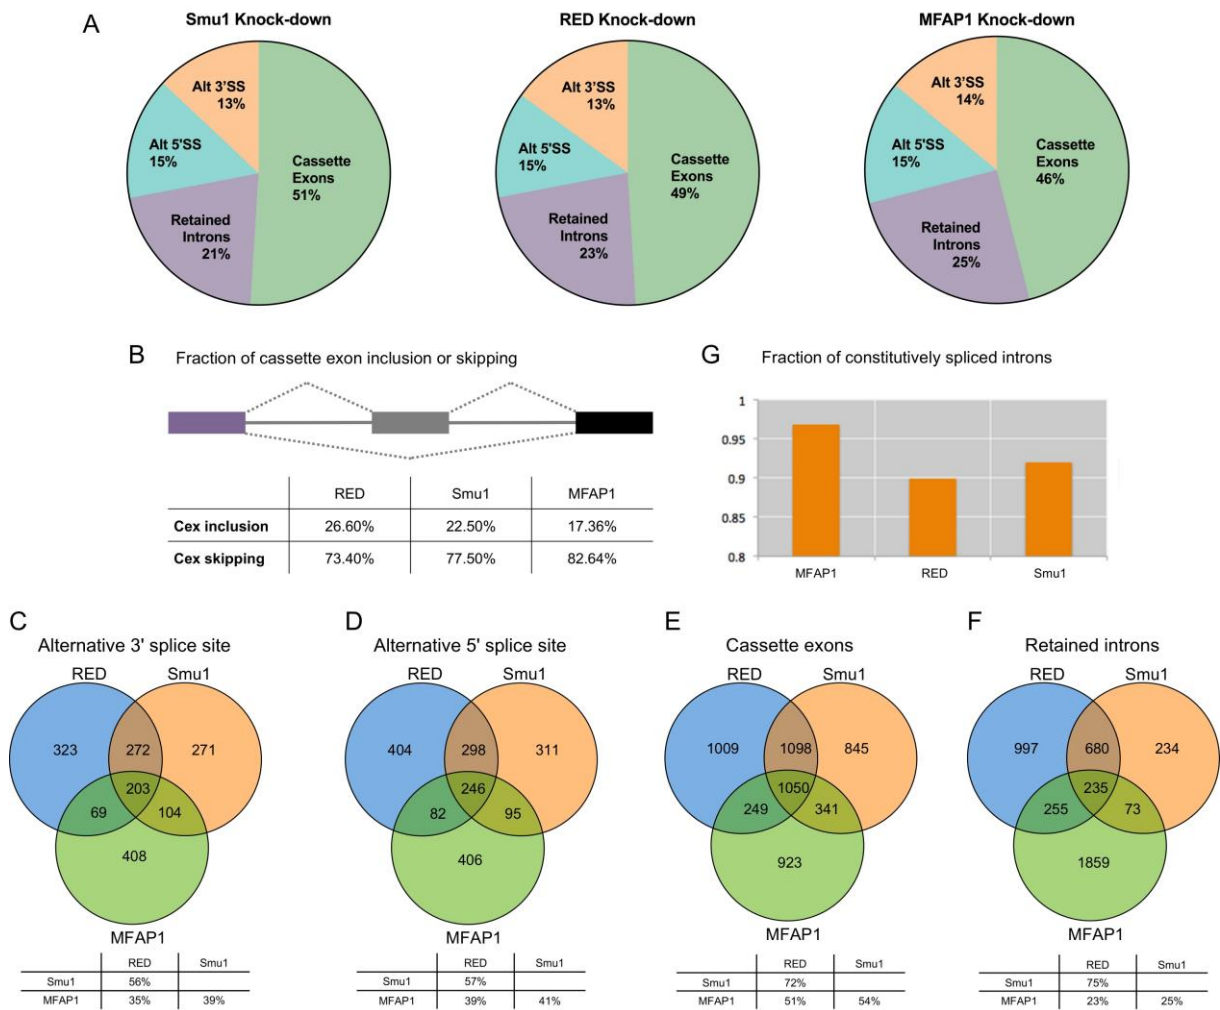 A
Smu1 Knock-down
RED Knock-down
MFAP1 Knock-down
Alt 3'SS
13%
Alt 5'SS
15%
Cassette
Exons
51%
Retained
Introns
21%
Alt 3'SS
13%
Alt 5'SS
15%
Cassette
Exons
49%
Retained
Introns
23%
Alt 3'SS
14%
Alt 5'SS
15%
Cassette
Exons
46%
Retained
Introns
25%
B
Fraction of cassette exon inclusion or skipping
RED Smu1 MFAP1
Cex inclusion 26.60% 22.50% 17.36%
Cex skipping 73.40% 77.50% 82.64%
G
Fraction of constitutively spliced introns
1
0.95
0.9
0.85
0.8
MFAP1 RED Smu1
C
Alternative 3' splice site
RED
Smu1
323
272
271
203
69
104
408
MFAP1
RED Smu1
Smu1 56%
MFAP1 35% 39%
D
Alternative 5' splice site
RED
Smu1
404
298
311
246
82
95
406
MFAP1
RED Smu1
Smu1 57%
MFAP1 39% 41%
E
Cassette exons
RED
Smu1
1009
1098
845
1050
249
341
923
MFAP1
RED Smu1
Smu1 72%
MFAP1 51% 54%
F
Retained introns
RED
Smu1
997
680
234
235
255
73
1859
MFAP1
RED Smu1
Smu1 75%
MFAP1 23% 25%